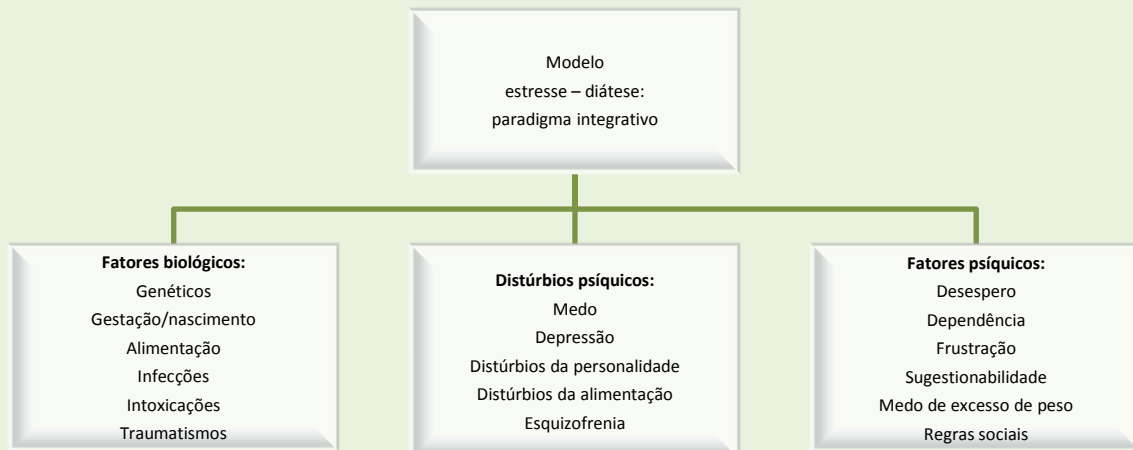 Modelo
estresse – diátese:
paradigma integrativo
Fatores biológicos:
Genéticos
Gestação/nascimento
Alimentação
Infecções
Intoxicações
Traumatismos
Distúrbios psíquicos:
Medo
Depressão
Distúrbios da personalidade
Distúrbios da alimentação
Esquizofrenia
Fatores psíquicos:
Desespero
Dependência
Frustração
Sugestionabilidade
Medo de excesso de peso
Regras sociais